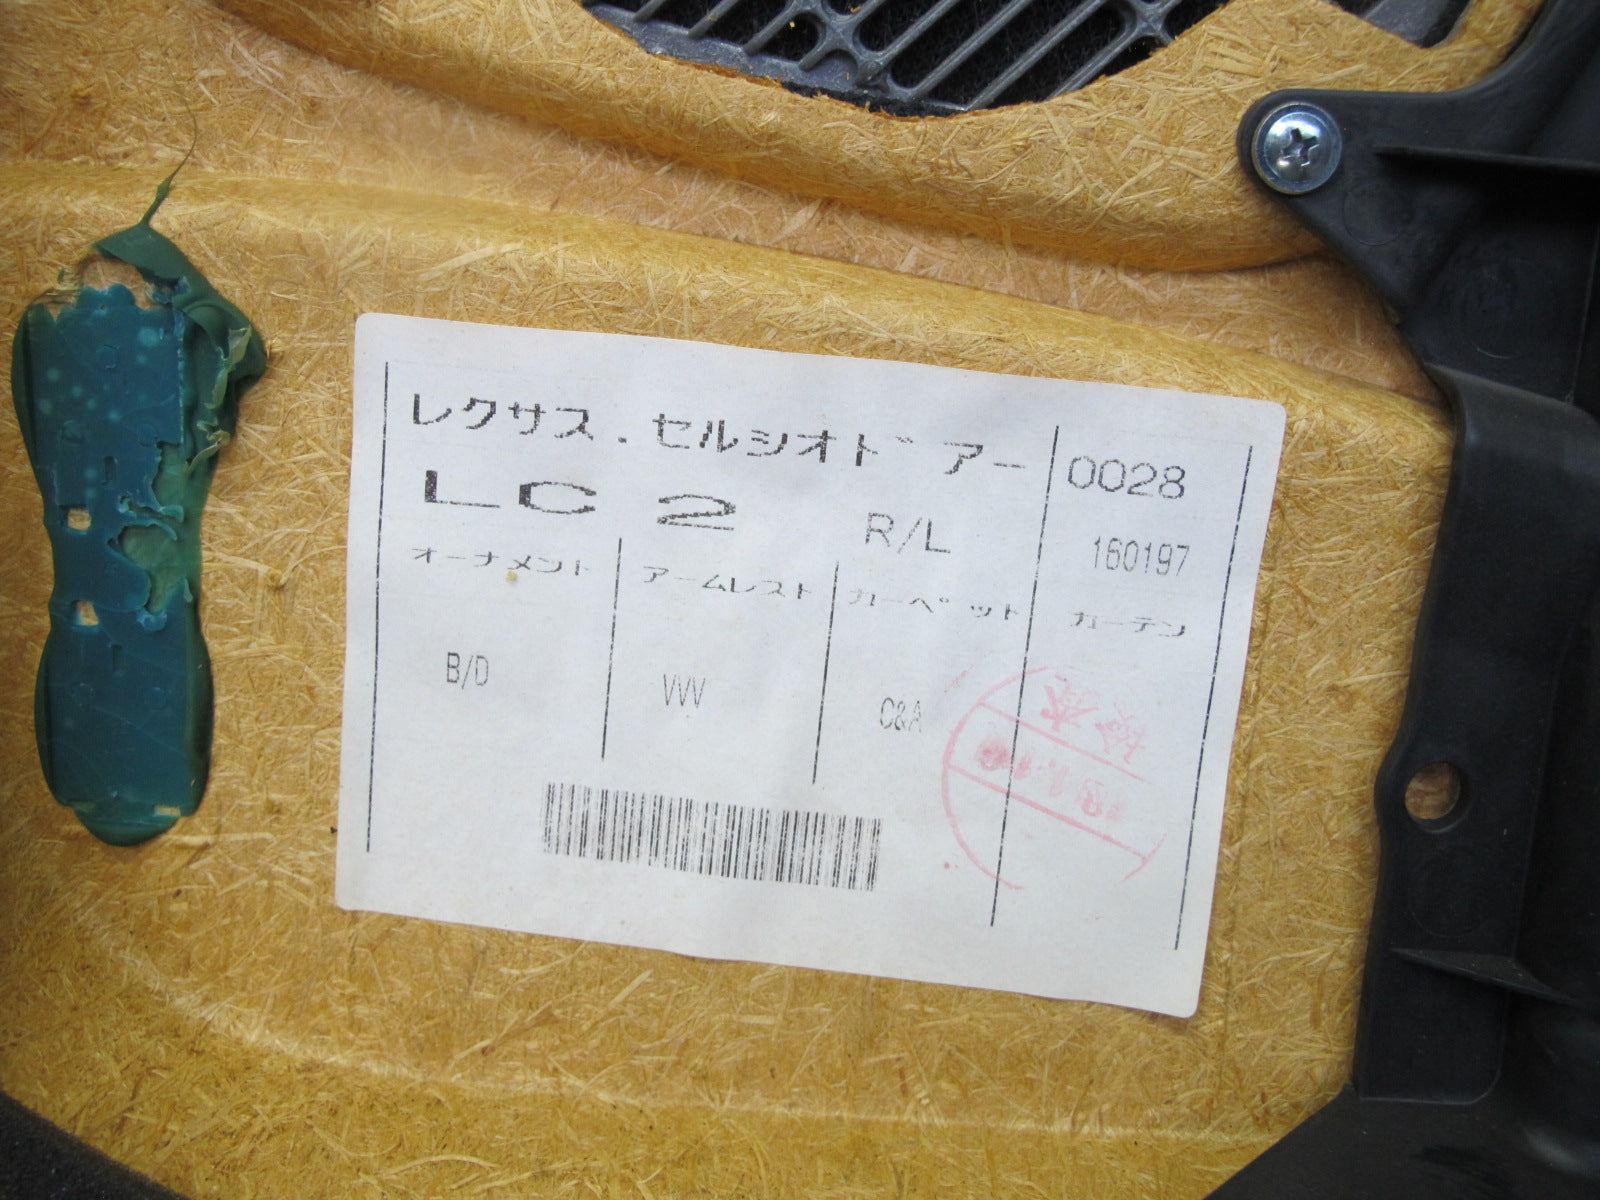 レクサス．セルシオドアー 0028
LC 2 R/L 160197
オーナメント アームレスト カーペット カーテン
B/D VVV C&A